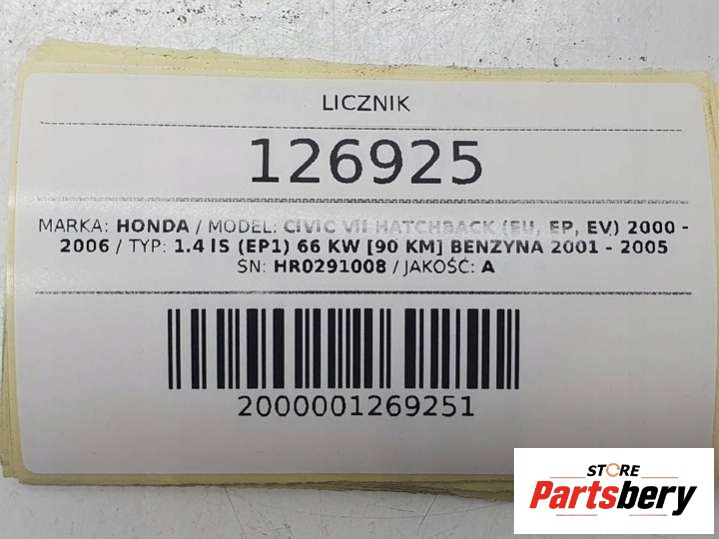 LICZNIK
126925
MARKA: HONDA / MODEL: CIVIC VII HATCHBACK (EU, EP, EV) 2000 -
2006 / TYP: 1.4 IS (EP1) 66 KW [90 KM] BENZYNA 2001 - 2005
SN: HR0291008 / JAKOŚĆ: A
2000001269251
STORE
Partsbery